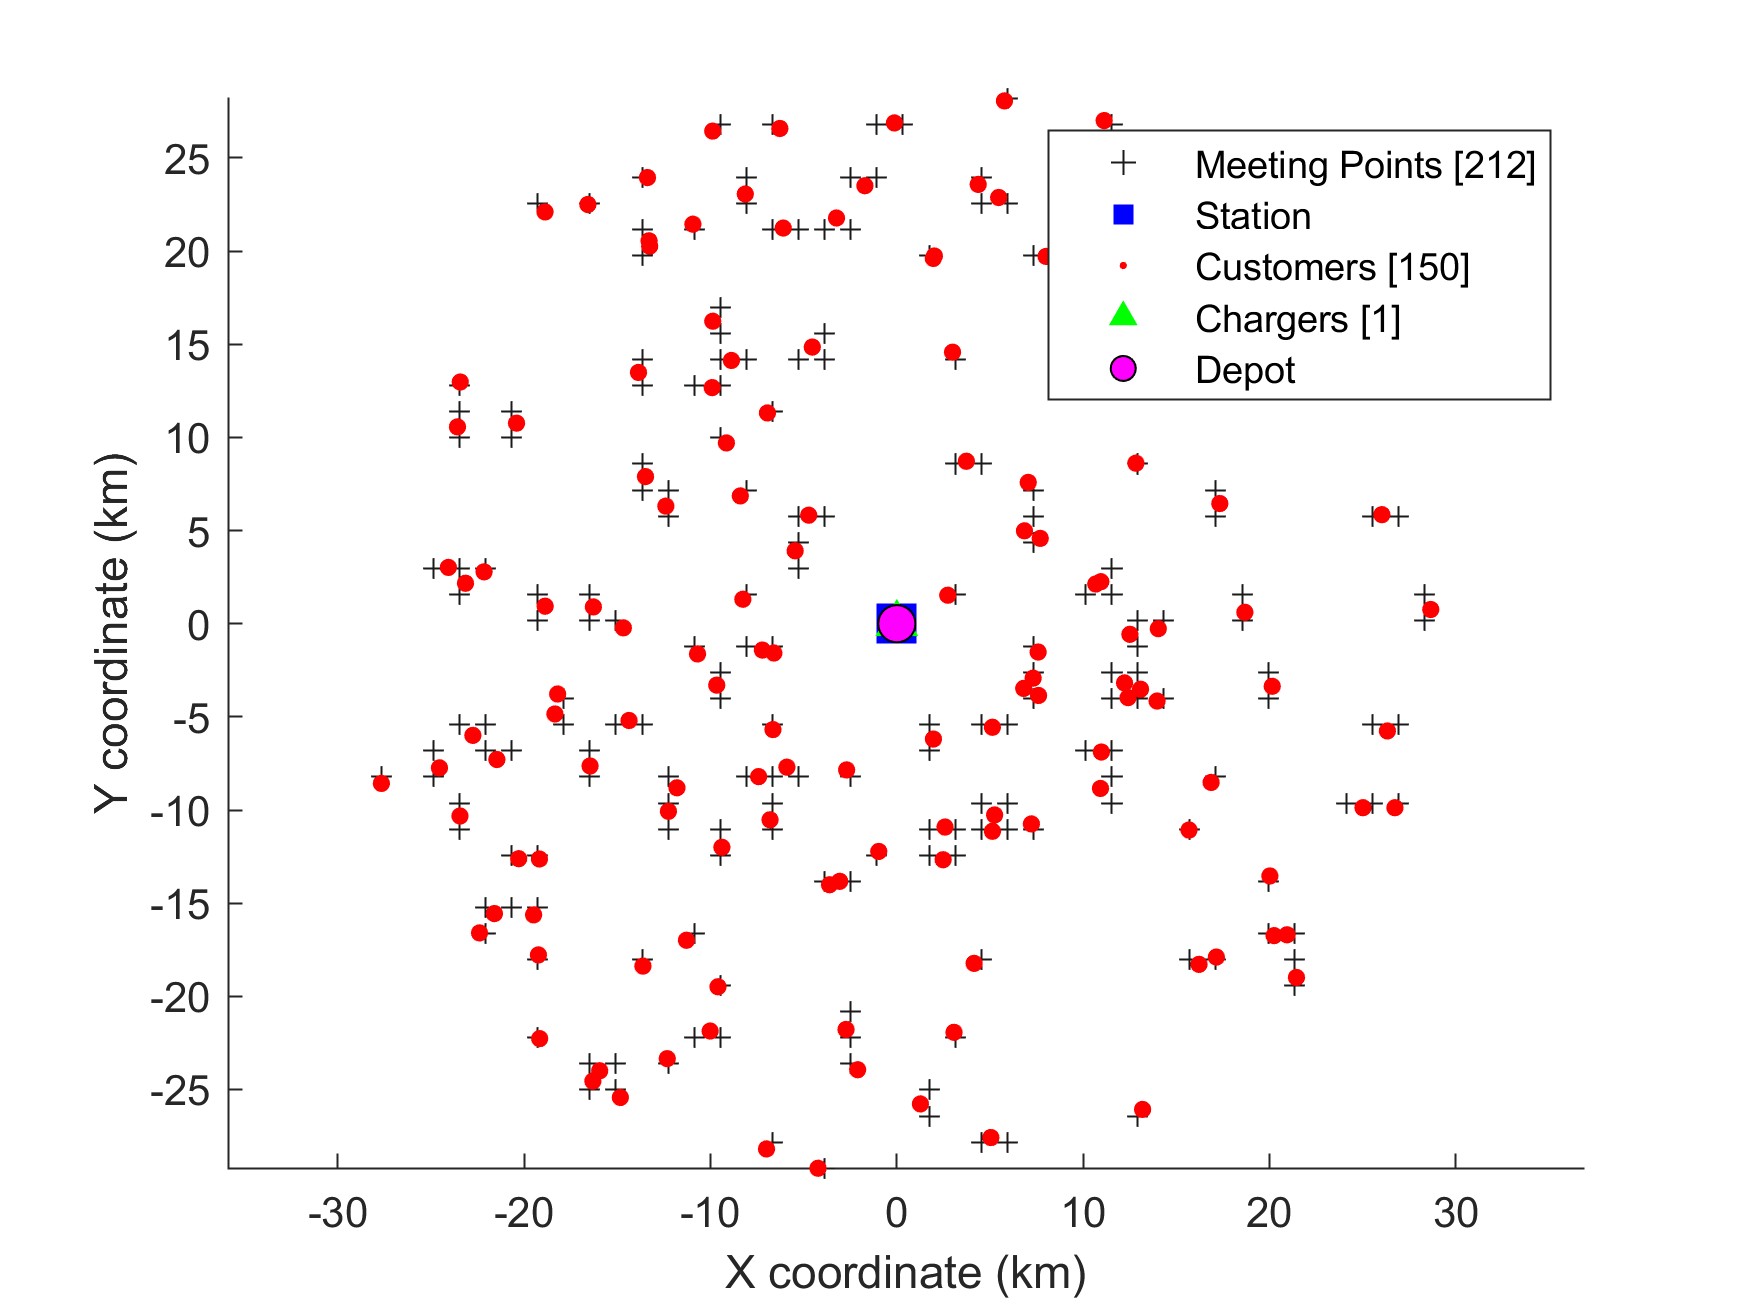 25
20
15
10
5
0
-5
-10
-15
-20
-25
Y coordinate (km)
Meeting Points [212]
Station
Customers [150]
Chargers [1]
Depot
-30 -20 -10 0 10 20 30
X coordinate (km)